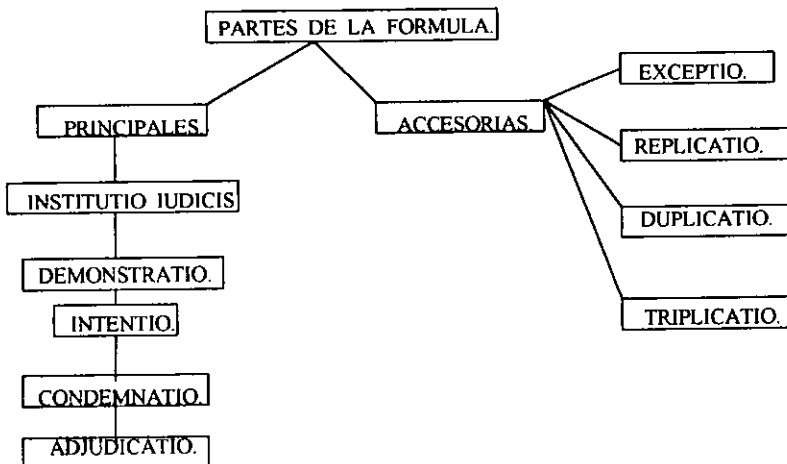 PARTES DE LA FORMULA.
PRINCIPALES.
ACCESORIAS.
EXCEPTIO.
REPLICATIO.
DUPLICATIO.
TRIPLICATIO.
INSTITUTIO IUDICIS
DEMONSTRATIO.
INTENTIO.
CONDEMNATIO.
ADJUDICATIO.